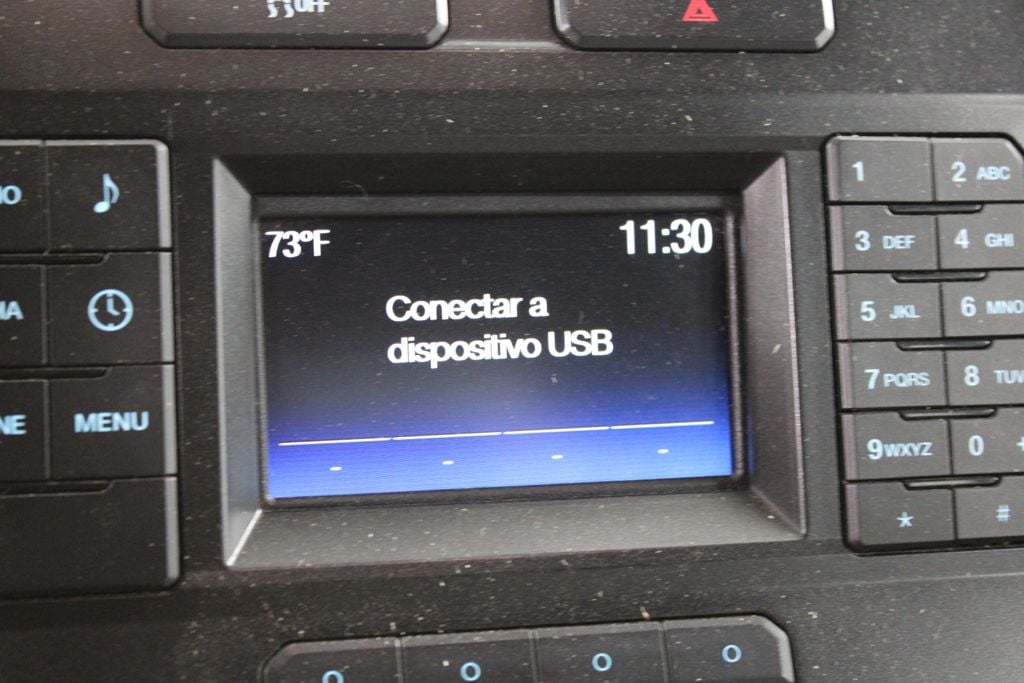 OFF
73°F
11:30
Conectar a
dispositivo USB
MENU
1
2 ABC
3 DEF
4 GHI
5 JKL
6 MNO
7 PQRS
8 TUV
9 WXYZ
0 +
*
#